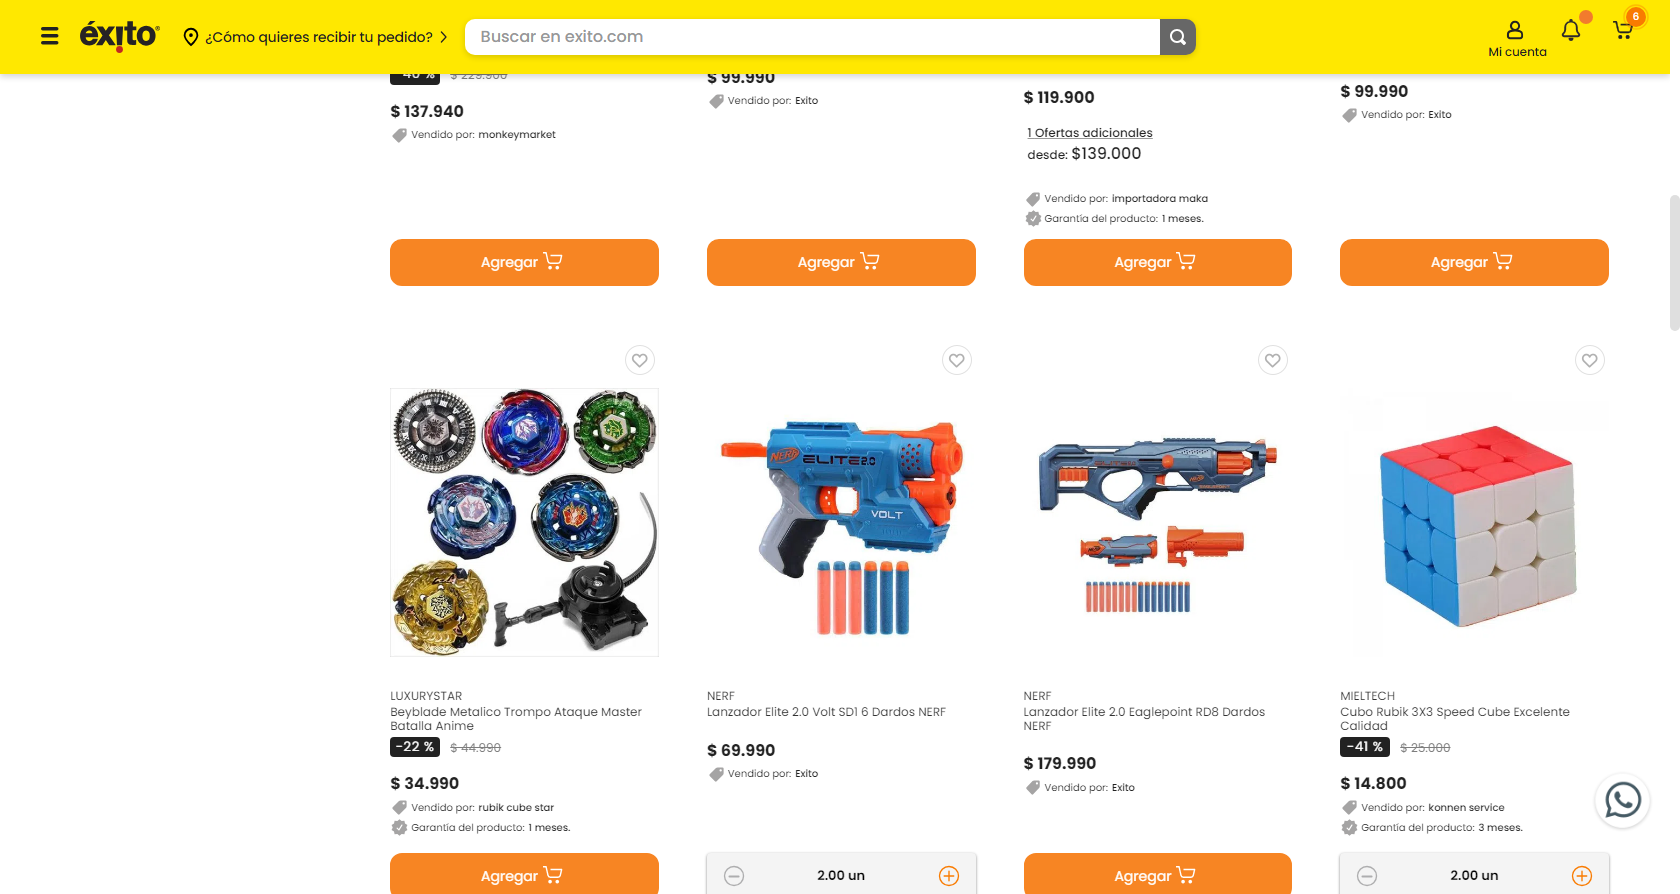 éxito
¿Cómo quieres recibir tu pedido?
Buscar en exito.com
Mi cuenta
6
-40 % $ 229.900
$ 137.940
Vendido por: monkeymarket
$ 99.990
Vendido por: Exito
$ 119.900
1 Ofertas adicionales
desde: $139.000
Vendido por: importadora maka
Garantía del producto: 1 meses.
$ 99.990
Vendido por: Exito
Agregar
Agregar
Agregar
Agregar
NERF ELITE 2.0
VOLT
LUXURYSTAR
Beyblade Metalico Trompo Ataque Master
Batalla Anime
-22 % $ 44.990
$ 34.990
Vendido por: rubik cube star
Garantía del producto: 1 meses.
Agregar
NERF
Lanzador Elite 2.0 Volt SD1 6 Dardos NERF
$ 69.990
Vendido por: Exito
2.00 un
NERF
Lanzador Elite 2.0 Eaglepoint RD8 Dardos
NERF
$ 179.990
Vendido por: Exito
Agregar
MIELTECH
Cubo Rubik 3X3 Speed Cube Excelente
Calidad
-41 % $ 25.000
$ 14.800
Vendido por: konnen service
Garantía del producto: 3 meses.
2.00 un